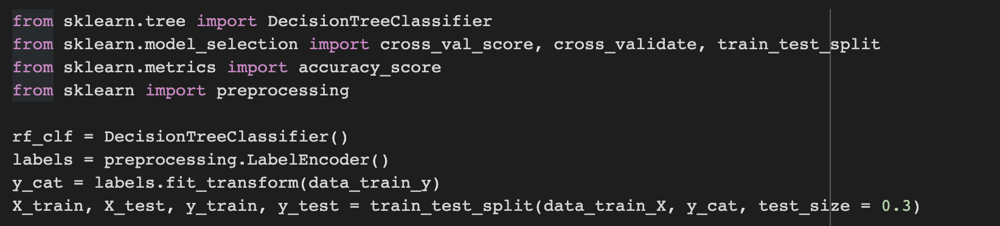 from sklearn.tree import DecisionTreeClassifier
from sklearn.model_selection import cross_val_score, cross_validate, train_test_split
from sklearn.metrics import accuracy_score
from sklearn import preprocessing
rf_clf = DecisionTreeClassifier()
labels = preprocessing.LabelEncoder()
y_cat = labels.fit_transform(data_train_y)
X_train, X_test, y_train, y_test = train_test_split(data_train_X, y_cat, test_size = 0.3)